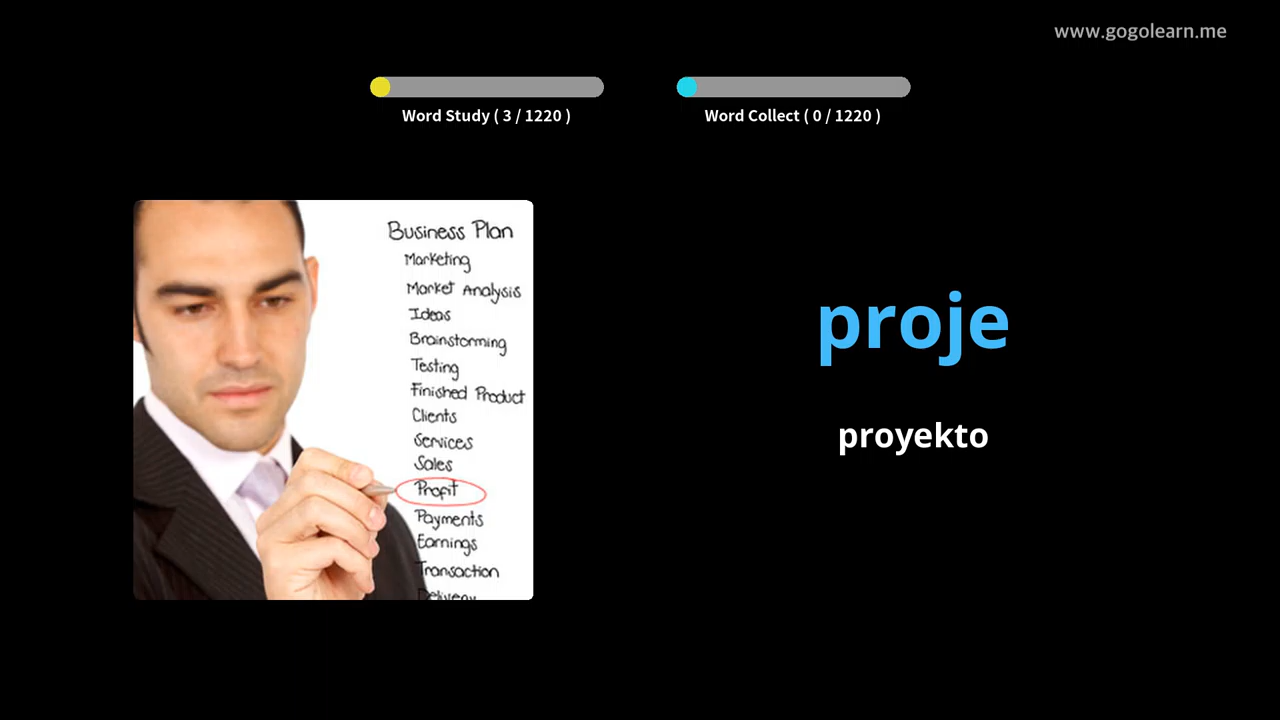 www.gogolearn.me
Word Study ( 3 / 1220 )
Word Collect ( 0 / 1220 )
Business Plan
Marketing
Market Analysis
Ideas
Brainstorming
Testing
Finished Product
Clients
Services
Sales
Profit
Payments
Earnings
Transaction
Delivery
proje
proyekto